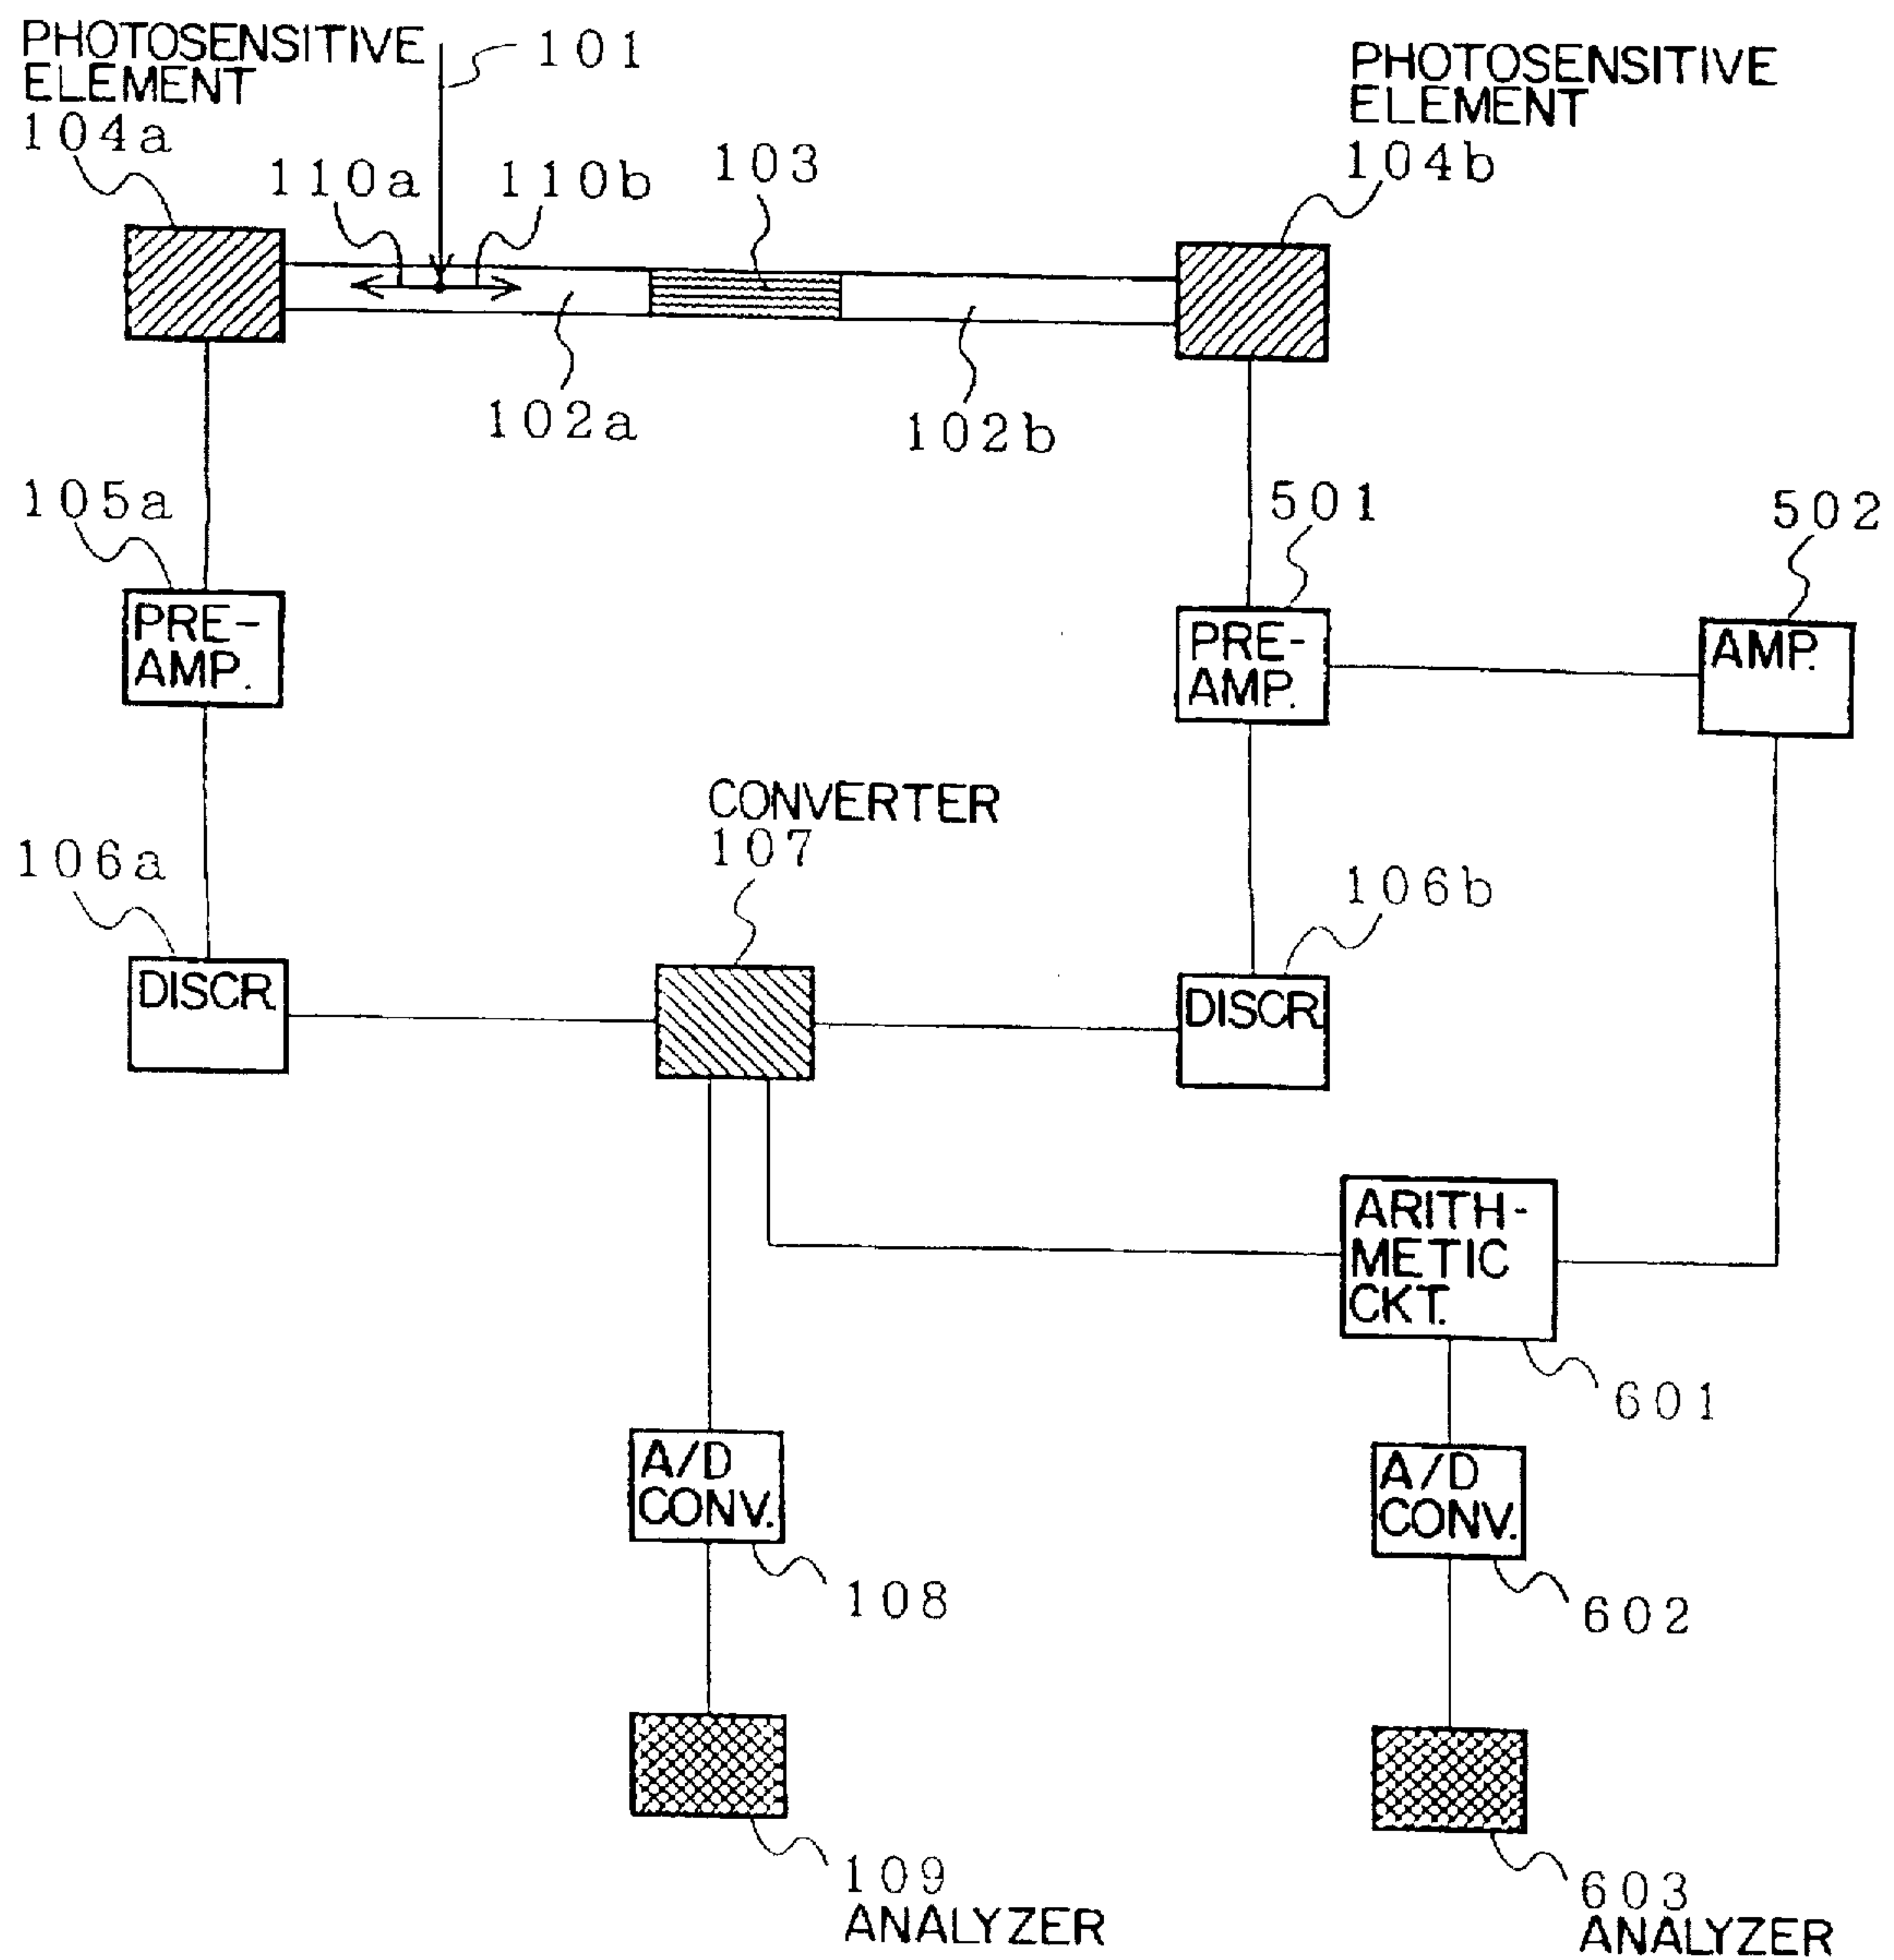 PHOTOSENSITIVE
ELEMENT
104a
101
PHOTOSENSITIVE
ELEMENT
104b
110a
110b
103
102a
102b
105a
501
502
PRE-
AMP.
PRE-
AMP.
AMP.
CONVERTER
107
106a
106b
DISCR.
DISCR.
ARITH-
METIC
CKT.
601
A/D
CONV.
108
A/D
CONV.
602
109
ANALYZER
603
ANALYZER